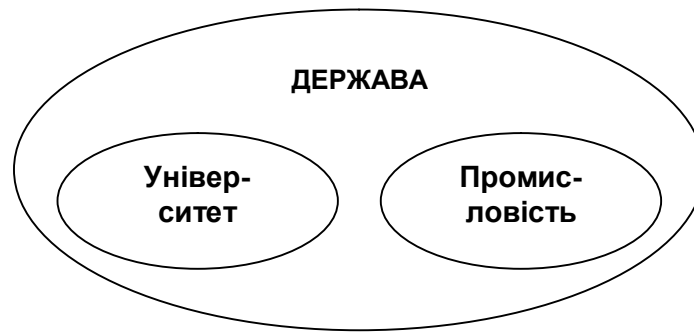 ДЕРЖАВА
Універ-
ситет
Промис-
ловість